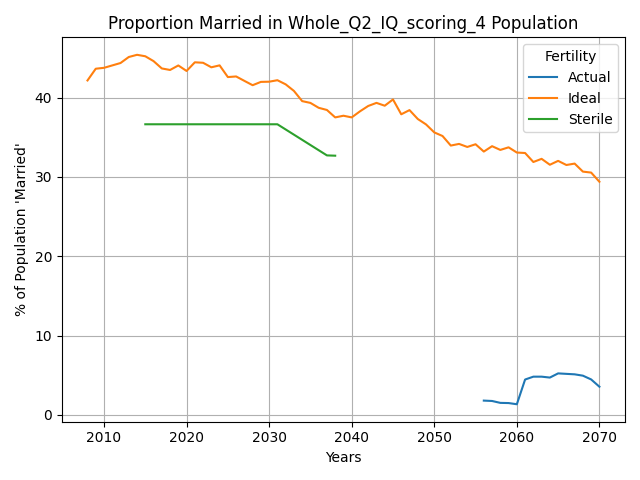 Proportion Married in Whole_Q2_IQ_scoring_4 Population
% of Population 'Married'
40
30
20
10
0
Fertility
Actual
Ideal
Sterile
2010 2020 2030 2040 2050 2060 2070
Years